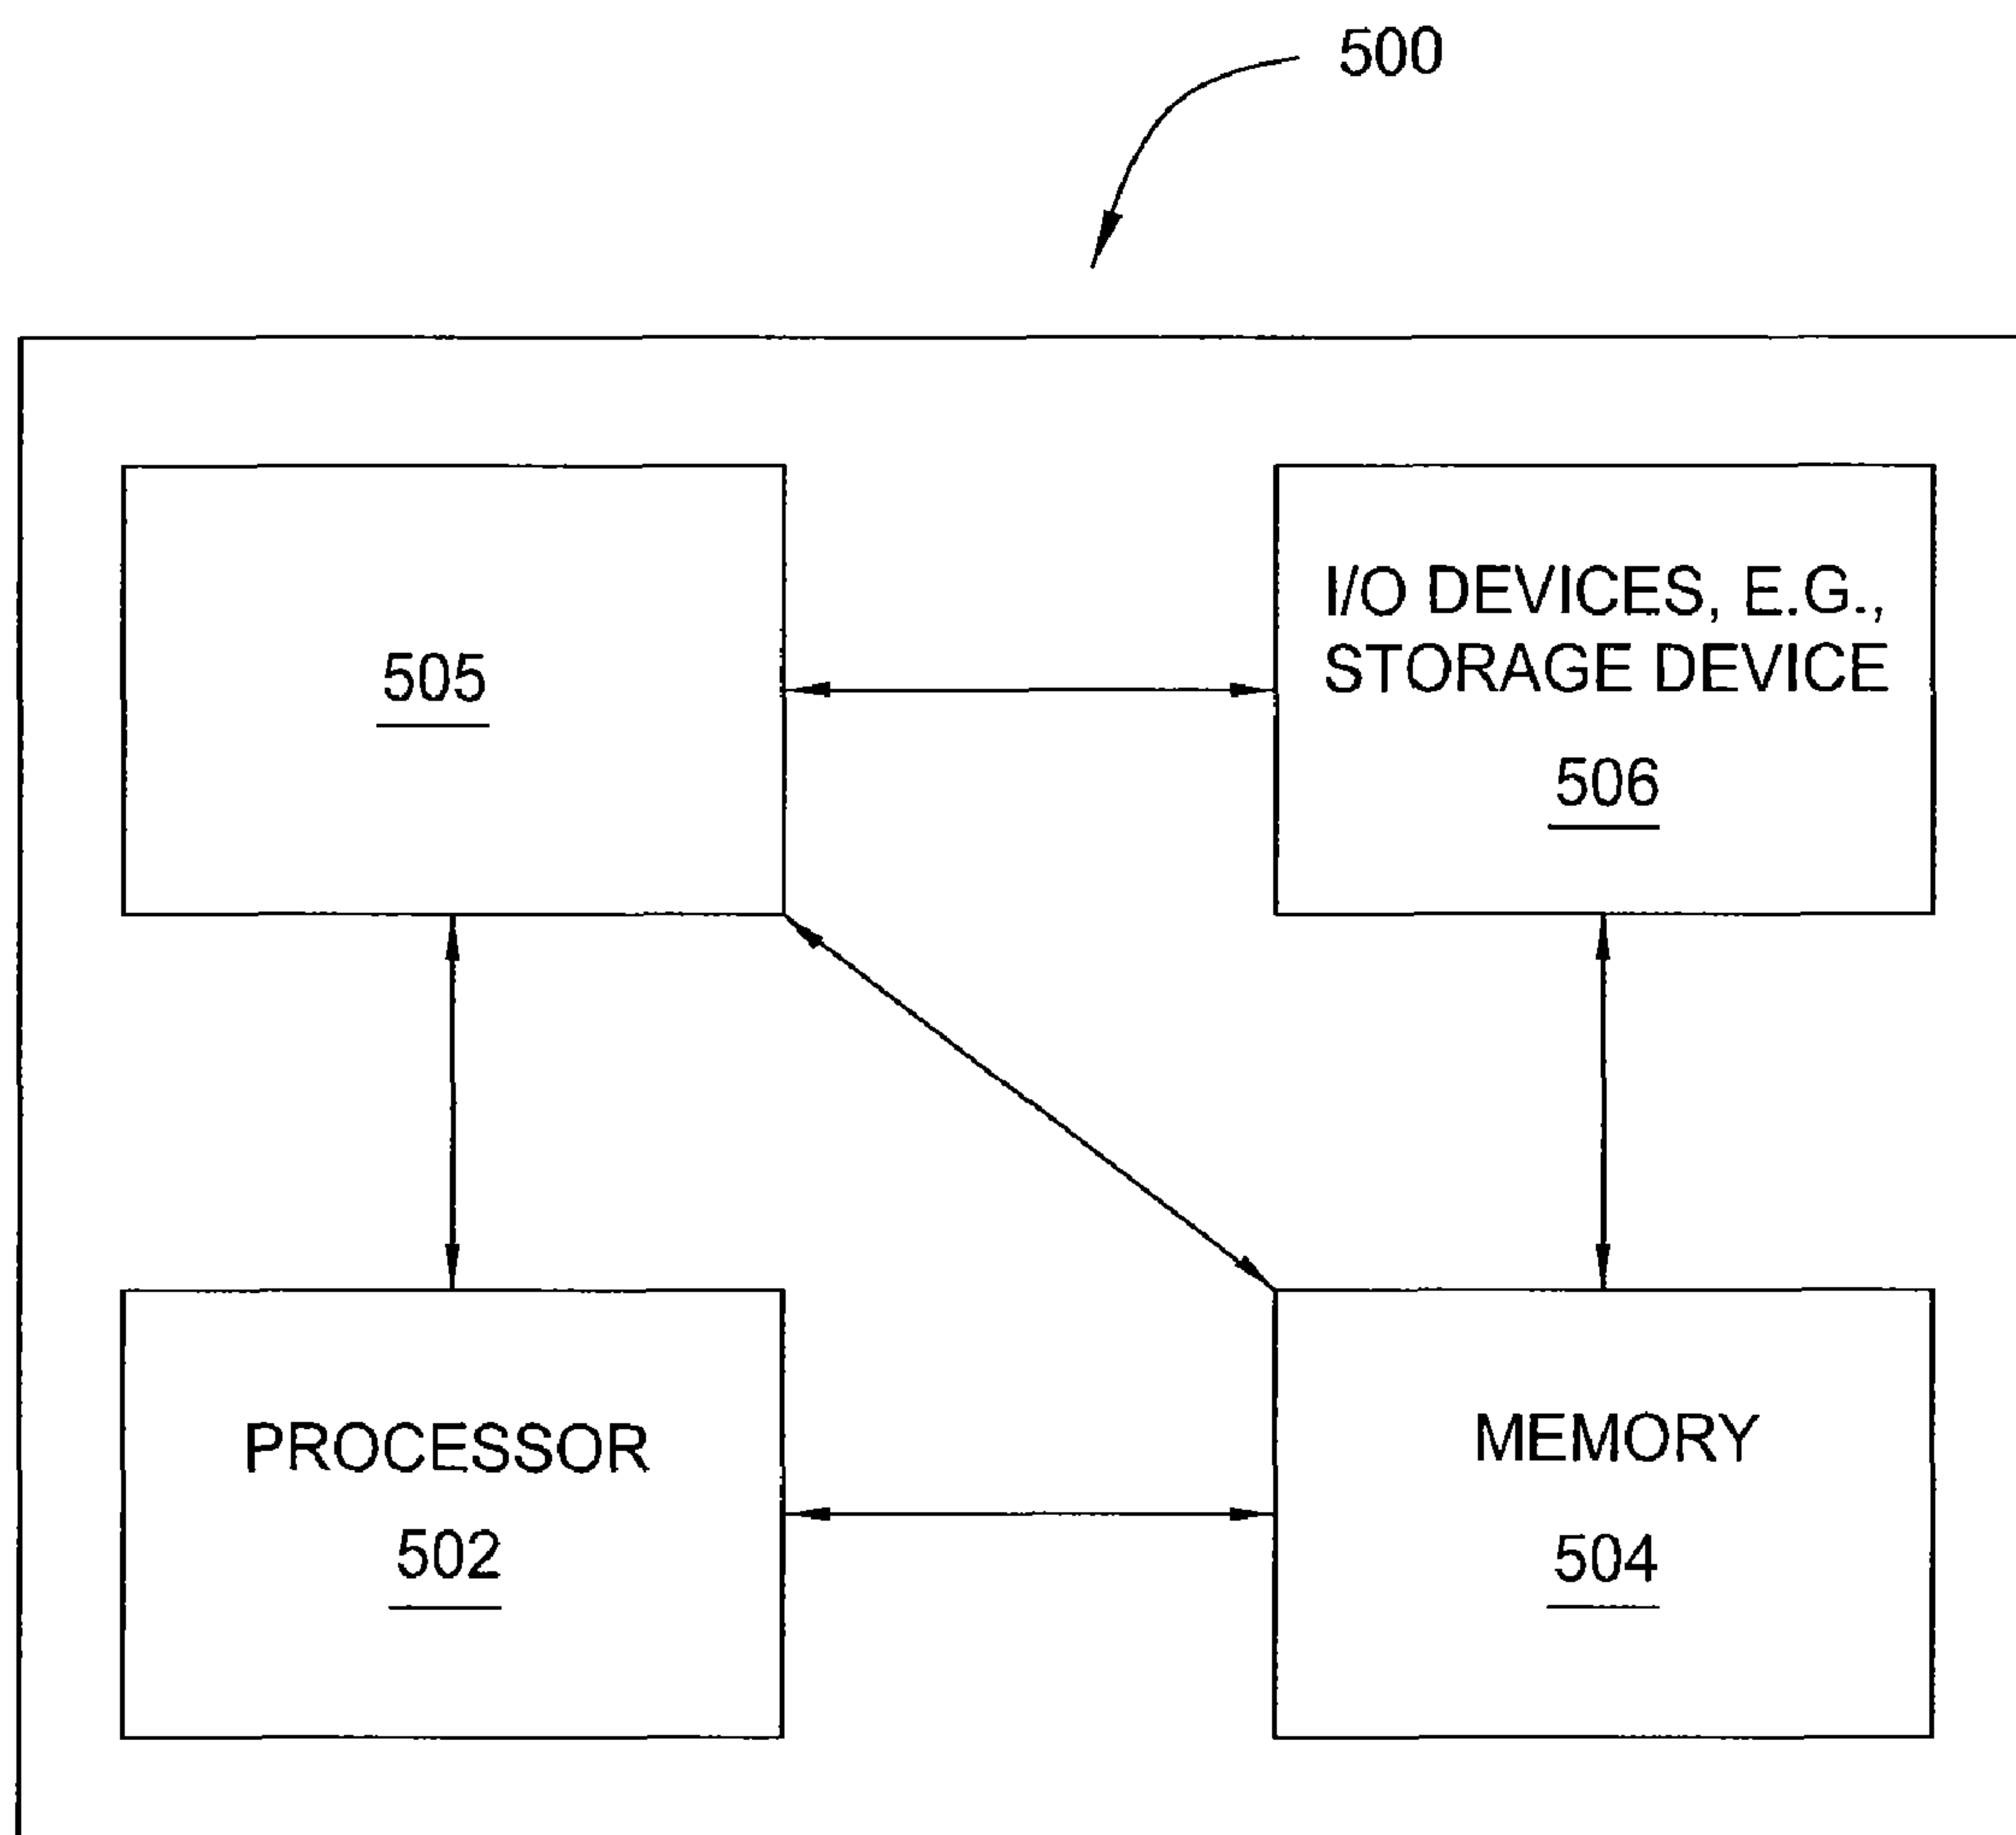 500
505
I/O DEVICES, E.G.,
STORAGE DEVICE
506
PROCESSOR
502
MEMORY
504